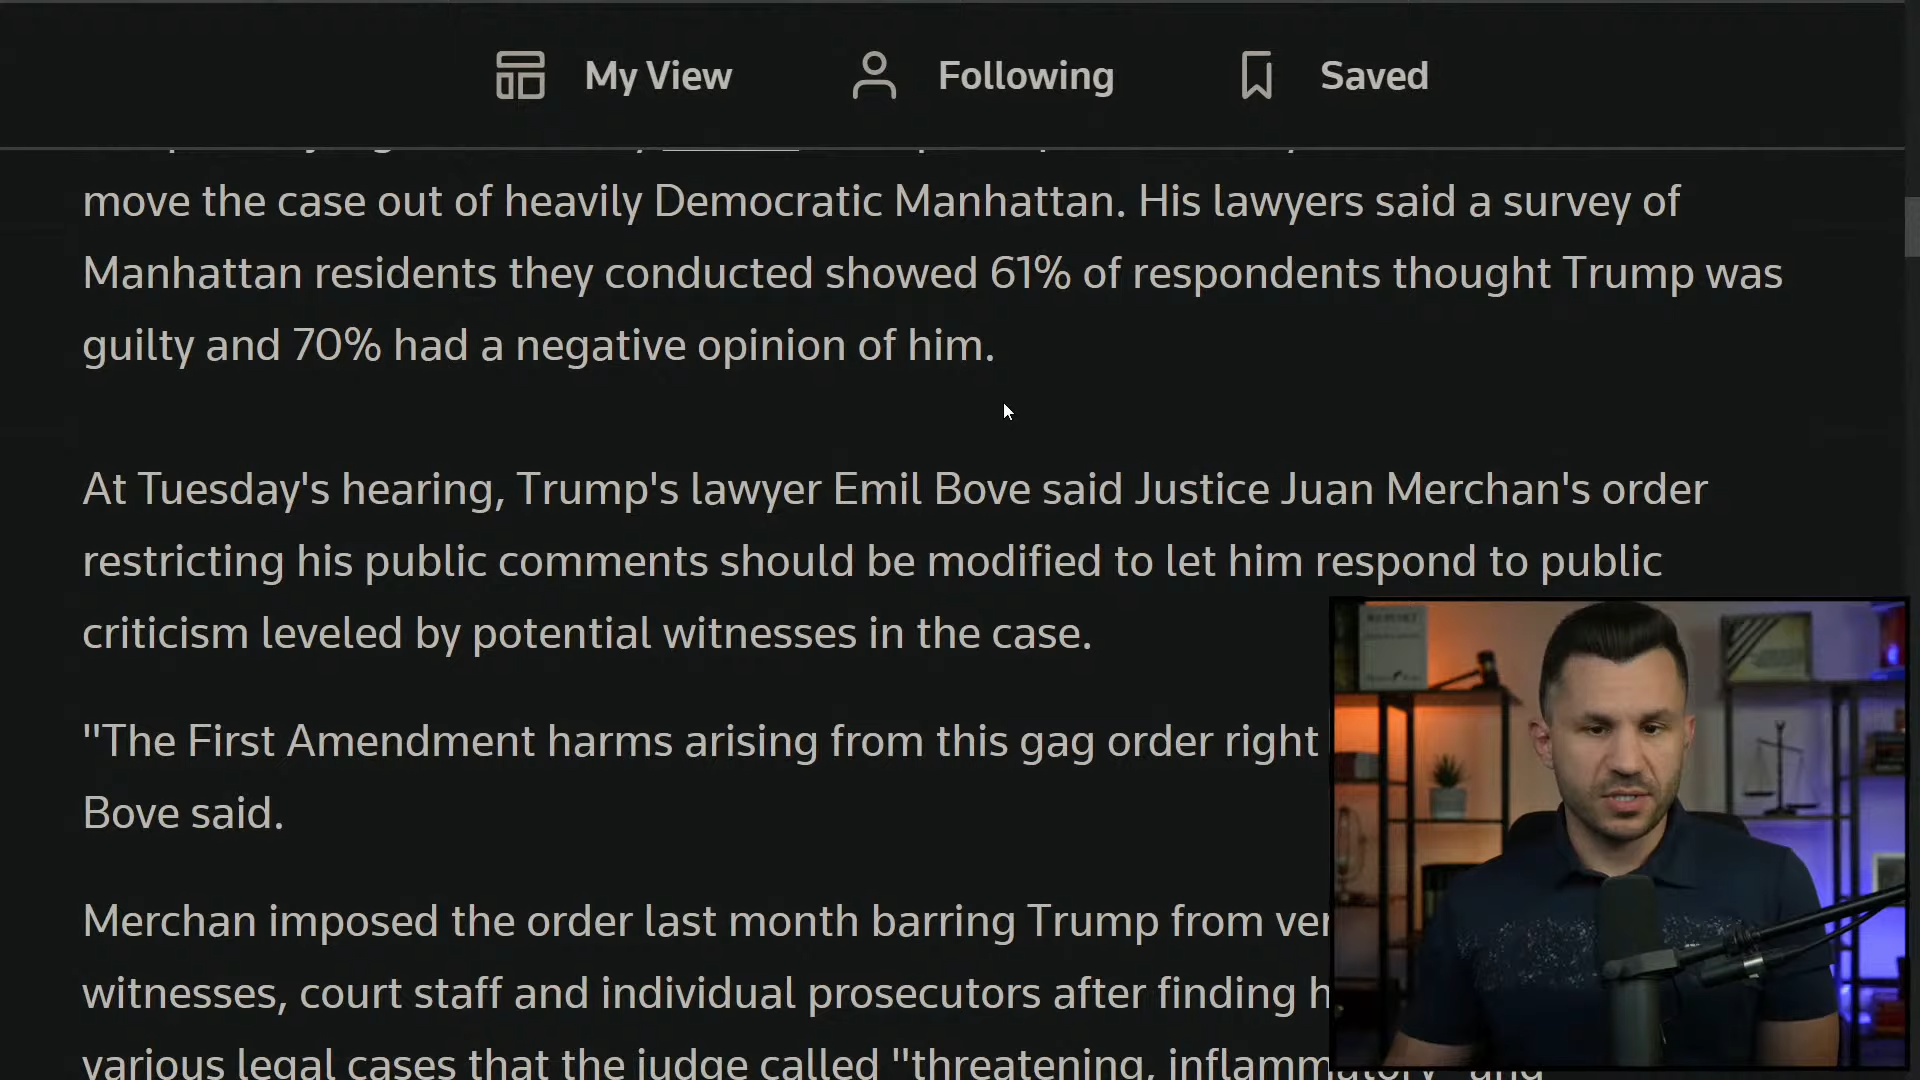 My View Following Saved
move the case out of heavily Democratic Manhattan. His lawyers said a survey of
Manhattan residents they conducted showed 61% of respondents thought Trump was
guilty and 70% had a negative opinion of him.
At Tuesday's hearing, Trump's lawyer Emil Bove said Justice Juan Merchan's order
restricting his public comments should be modified to let him respond to public
criticism leveled by potential witnesses in the case.
"The First Amendment harms arising from this gag order right
Bove said.
Merchan imposed the order last month barring Trump from
witnesses, court staff and individual prosecutors after finding
various legal cases that the judge called "threatening, inflammatory" and